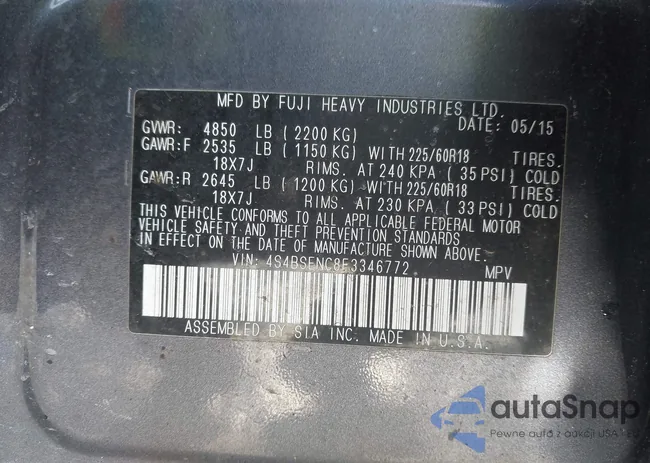 MFD BY FUJI HEAVY INDUSTRIES LTD.
DATE: 05/15
GVWR: 4850 LB (2200 KG)
GAWR:F 2535 LB (1150 KG) WITH 225/60R18 TIRES.
18X7J RIMS. AT 240 KPA (35 PSI) COLD
GAWR:R 2645 LB (1200 KG) WITH 225/60R18 TIRES.
18X7J RIMS. AT 230 KPA (33 PSI) COLD
THIS VEHICLE CONFORMS TO ALL APPLICABLE FEDERAL MOTOR
VEHICLE SAFETY AND THEFT PREVENTION STANDARDS
IN EFFECT ON THE DATE OF MANUFACTURE SHOWN ABOVE.
VIN: 4S4BSENC8F3346772 MPV
ASSEMBLED BY SIA INC. MADE IN U.S.A.
autaSnap
Pewne auta z aukcji USA